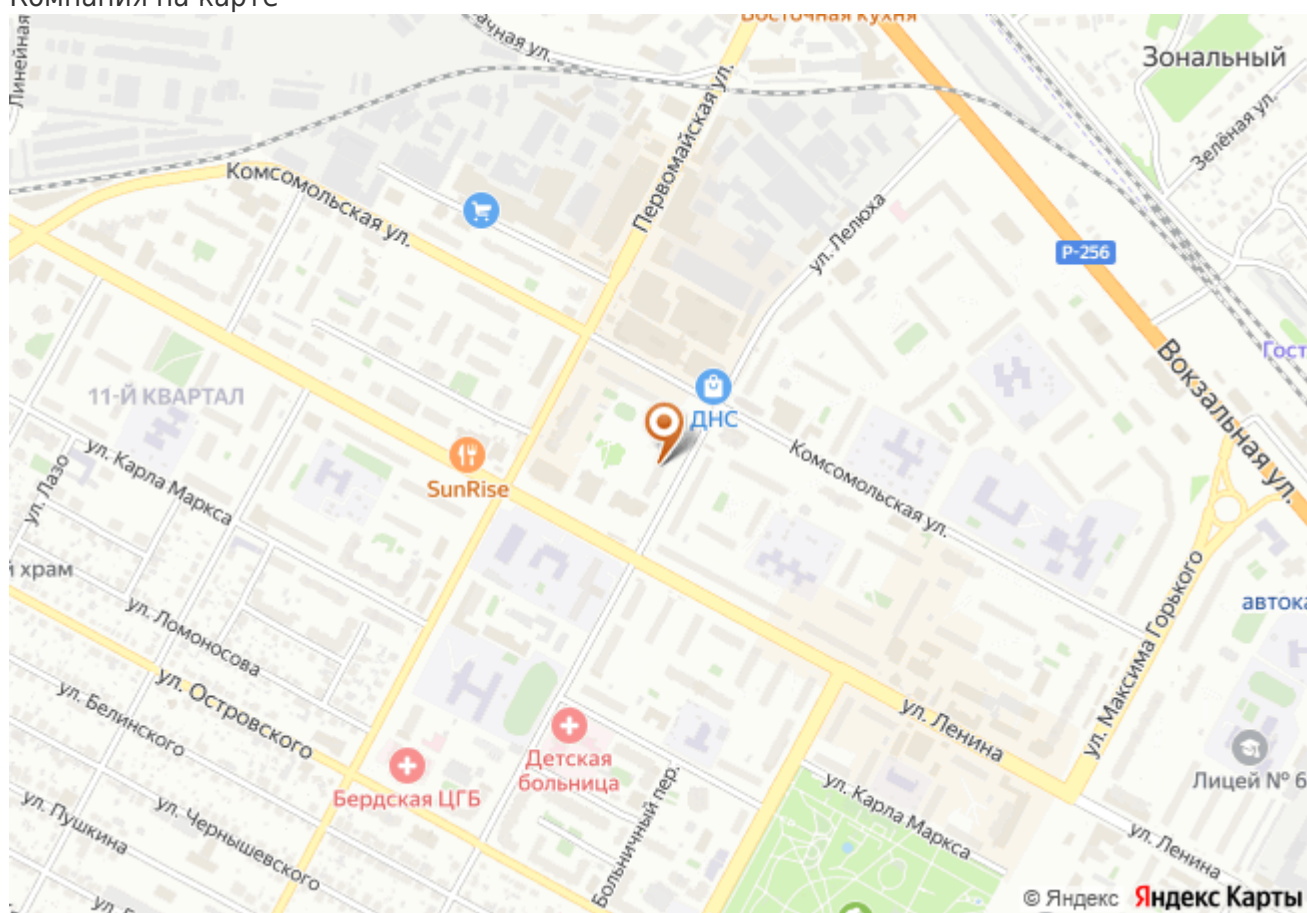 Компания на карте
Линейная
ачная ул.
Восточная кухня
Зональный
Зелёная ул.
Первомайская ул.
Комсомольская ул.
ул. Лелюха
Р-256
Вокзальная ул.
Гост
11-Й КВАРТАЛ
ДНС
SunRise
ул. Карла Маркса
ул. Лазо
Комсомольская ул.
й храм
ул. Ломоносова
автока
ул. Максима Горького
ул. Островского
ул. Белинского
ул. Ленина
Детская
больница
Бердская ЦГБ
Лицей № 6
ул. Пушкина
ул. Чернышевского
Больничный пер.
ул. Карла Маркса
ул. Ленина
© Яндекс Яндекс Карты